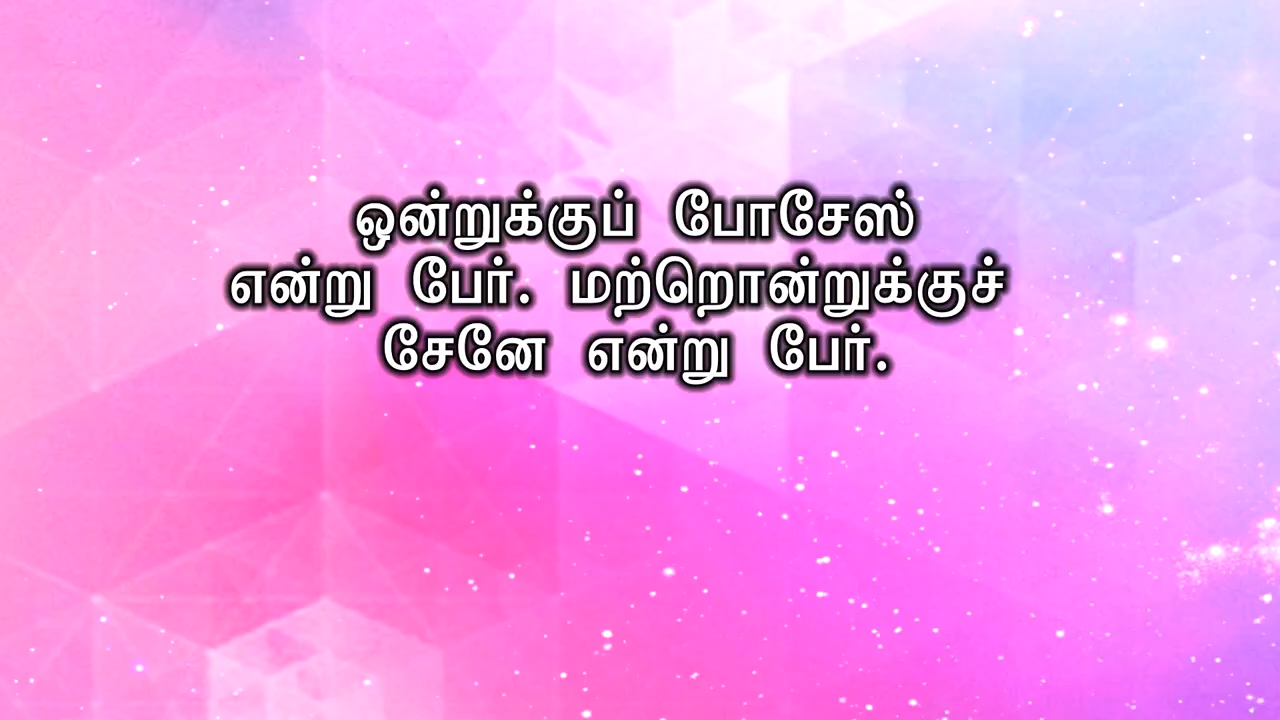 ஒன்றுக்குப் போசேஸ்
என்று பேர். மற்றொன்றுக்குச்
சேனே என்று பேர்.